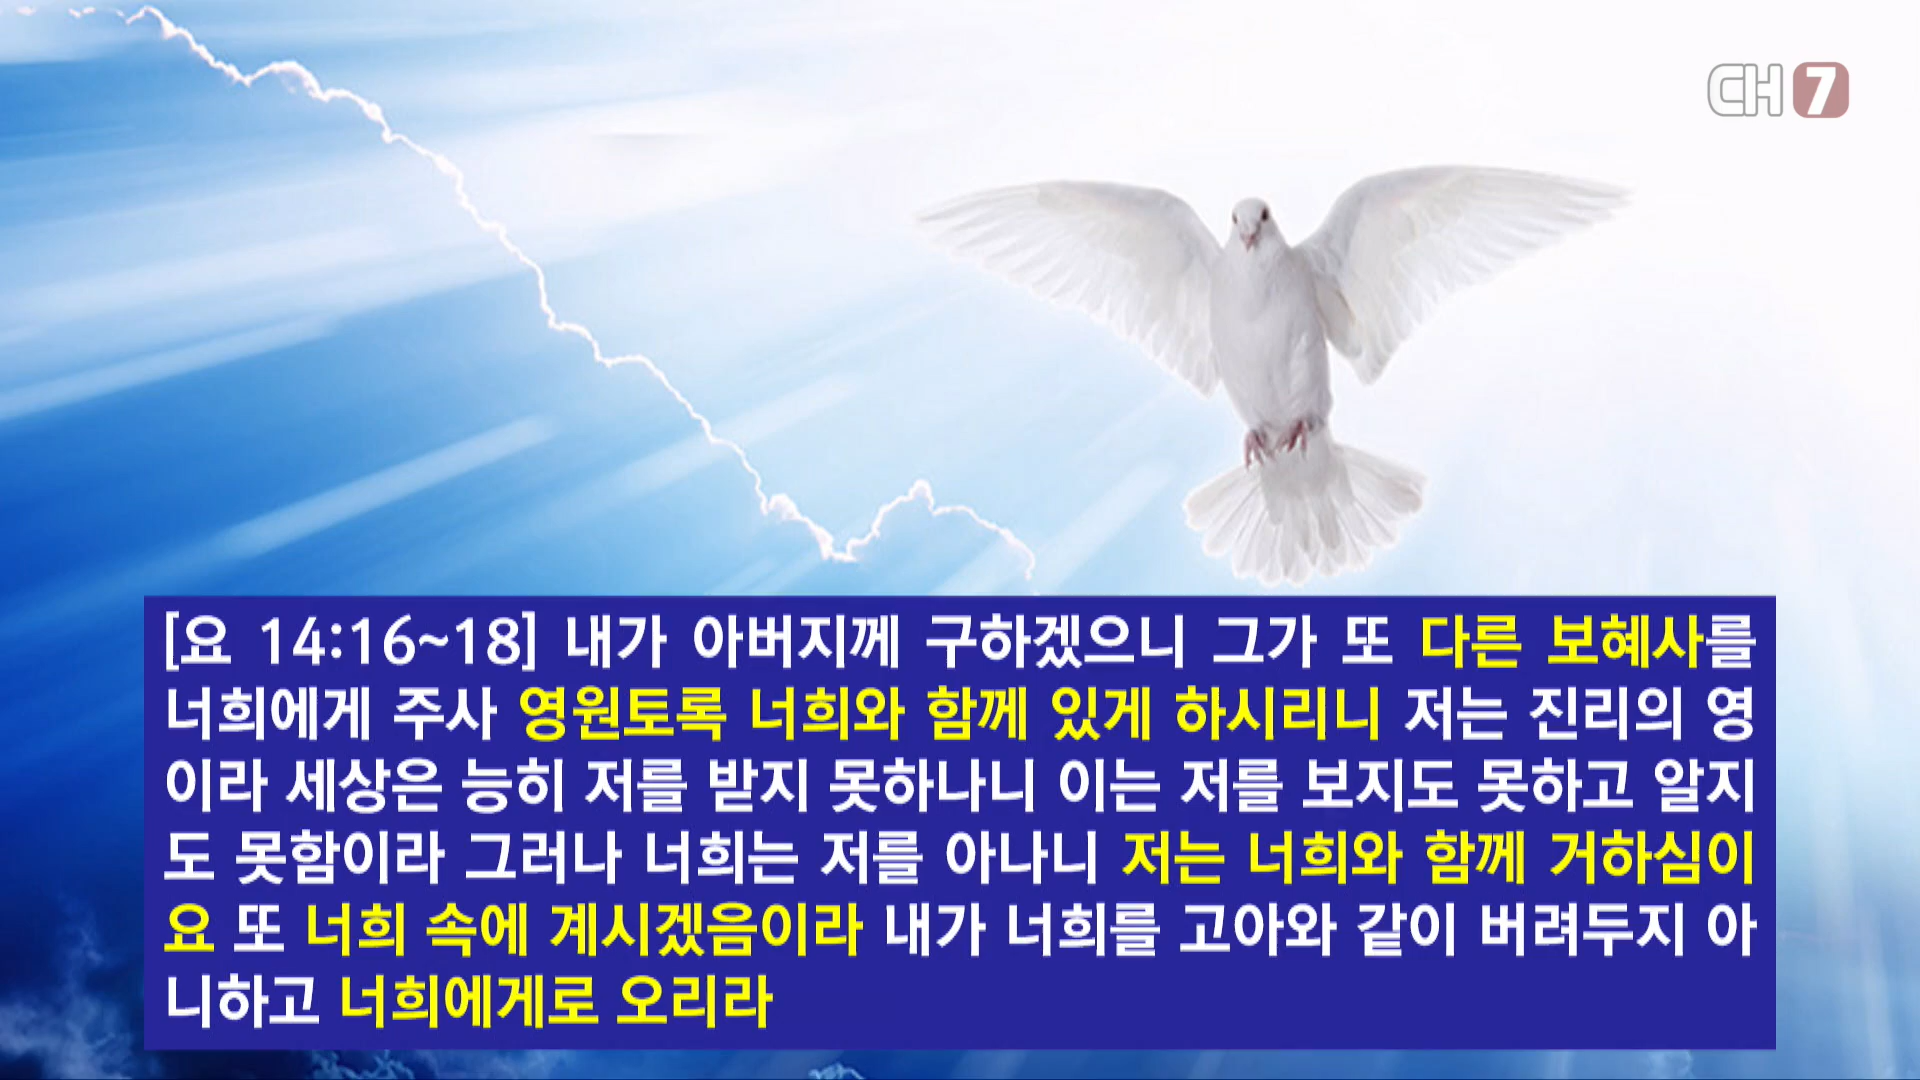 CH 7
[요 14:16~18] 내가 아버지께 구하겠으니 그가 또 다른 보혜사를
너희에게 주사 영원토록 너희와 함께 있게 하시리니 저는 진리의 영
이라 세상은 능히 저를 받지 못하나니 이는 저를 보지도 못하고 알지
도 못함이라 그러나 너희는 저를 아나니 저는 너희와 함께 거하심이
요 또 너희 속에 계시겠음이라 내가 너희를 고아와 같이 버려두지 아
니하고 너희에게로 오리라